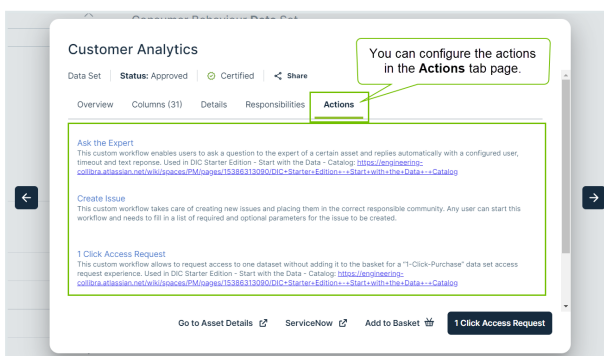 Consumer Behaviour Data Set
Customer Analytics
You can configure the actions
in the Actions tab page.
Data Set Status: Approved Certified Share
Overview Columns (31) Details Responsibilities Actions
Ask the Expert
This custom workflow enables users to ask a question to the expert of a certain asset and replies automatically with a configured user,
timeout and text reponse. Used in DIC Starter Edition - Start with the Data - Catalog: https://engineering-
collibra.atlassian.net/wiki/spaces/PM/pages/15386313090/DIC+Starter+Edition+-+Start+with+the+Data+-+Catalog
Create Issue
This custom workflow takes care of creating new issues and placing them in the correct responsible community. Any user can start this
workflow and needs to fill in a list of required and optional parameters for the issue to be created.
1 Click Access Request
This custom workflow allows to request access to one dataset without adding it to the basket for a "1-Click-Purchase" data set access
request experience. Used in DIC Starter Edition - Start with the Data - Catalog: https://engineering-
collibra.atlassian.net/wiki/spaces/PM/pages/15386313090/DIC+Starter+Edition+-+Start+with+the+Data+-+Catalog
Go to Asset Details ServiceNow Add to Basket 1 Click Access Request